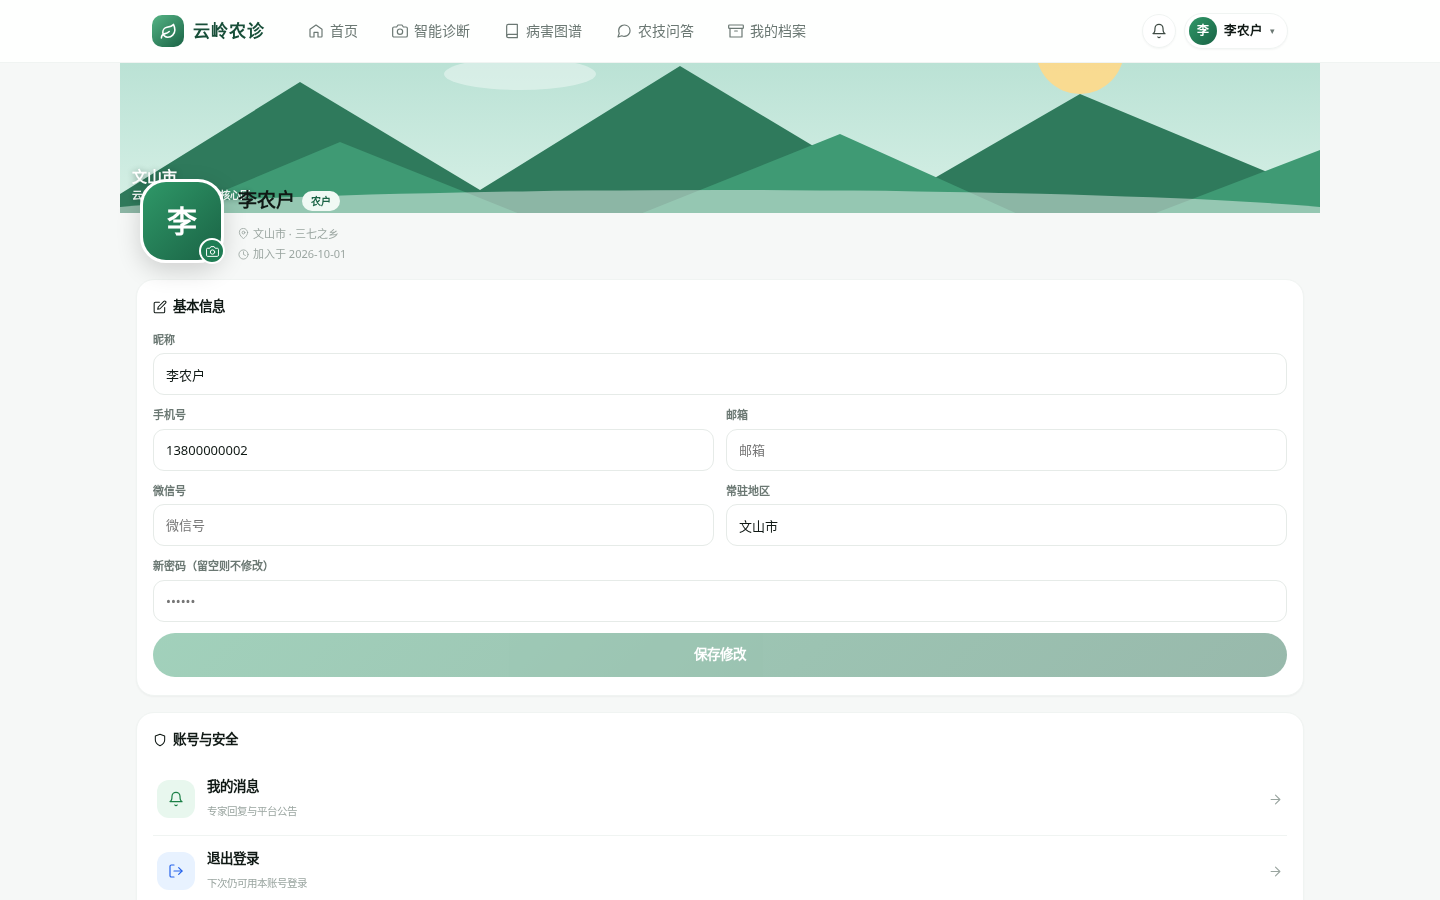 云岭农诊
首页
智能诊断
病害图谱
农技问答
我的档案
李
李农户
文山市
云
核心
李
李农户
农户
文山市 · 三七之乡
加入于 2026-10-01
基本信息
昵称
李农户
手机号
邮箱
13800000002
邮箱
微信号
常驻地区
微信号
文山市
新密码（留空则不修改）
••••••
保存修改
账号与安全
我的消息
专家回复与平台公告
退出登录
下次仍可用本账号登录